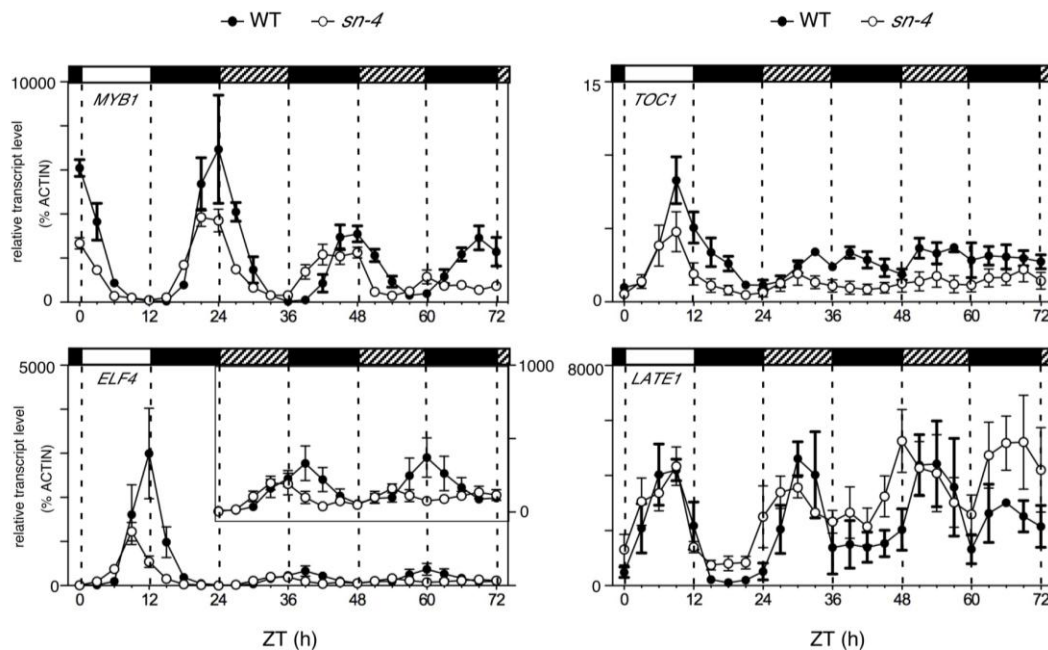 WT sn-4
WT sn-4
10000
MYB1
relative transcript level
(% ACTIN)
0
0 12 24 36 48 60 72
15
TOC1
0
0 12 24 36 48 60 72
5000
ELF4
1000
0
relative transcript level
(% ACTIN)
0
0 12 24 36 48 60 72
ZT (h)
8000
LATE1
0
0 12 24 36 48 60 72
ZT (h)